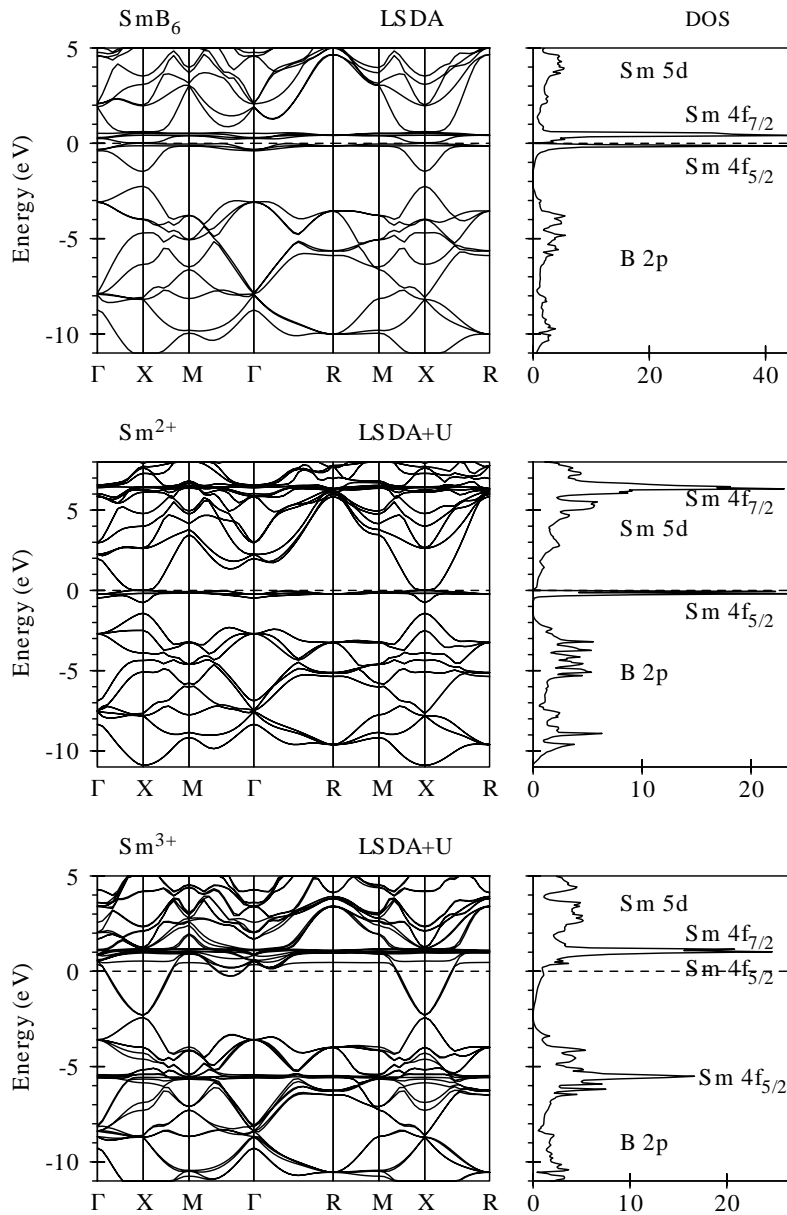 SmB6 LSDA DOS
5
Sm 5d
Sm 4f7/2
0
Sm 4f5/2
Energy (eV)
-5
B 2p
-10
Γ X M Γ R M X R 0 20 40
Sm2+ LSDA+U
Sm 4f7/2
5
Sm 5d
0
Sm 4f5/2
Energy (eV)
-5
B 2p
-10
Γ X M Γ R M X R 0 10 20
Sm3+ LSDA+U
5
Sm 5d
Sm 4f7/2
0
Sm 4f5/2
Energy (eV)
-5
Sm 4f5/2
B 2p
-10
Γ X M Γ R M X R 0 10 20